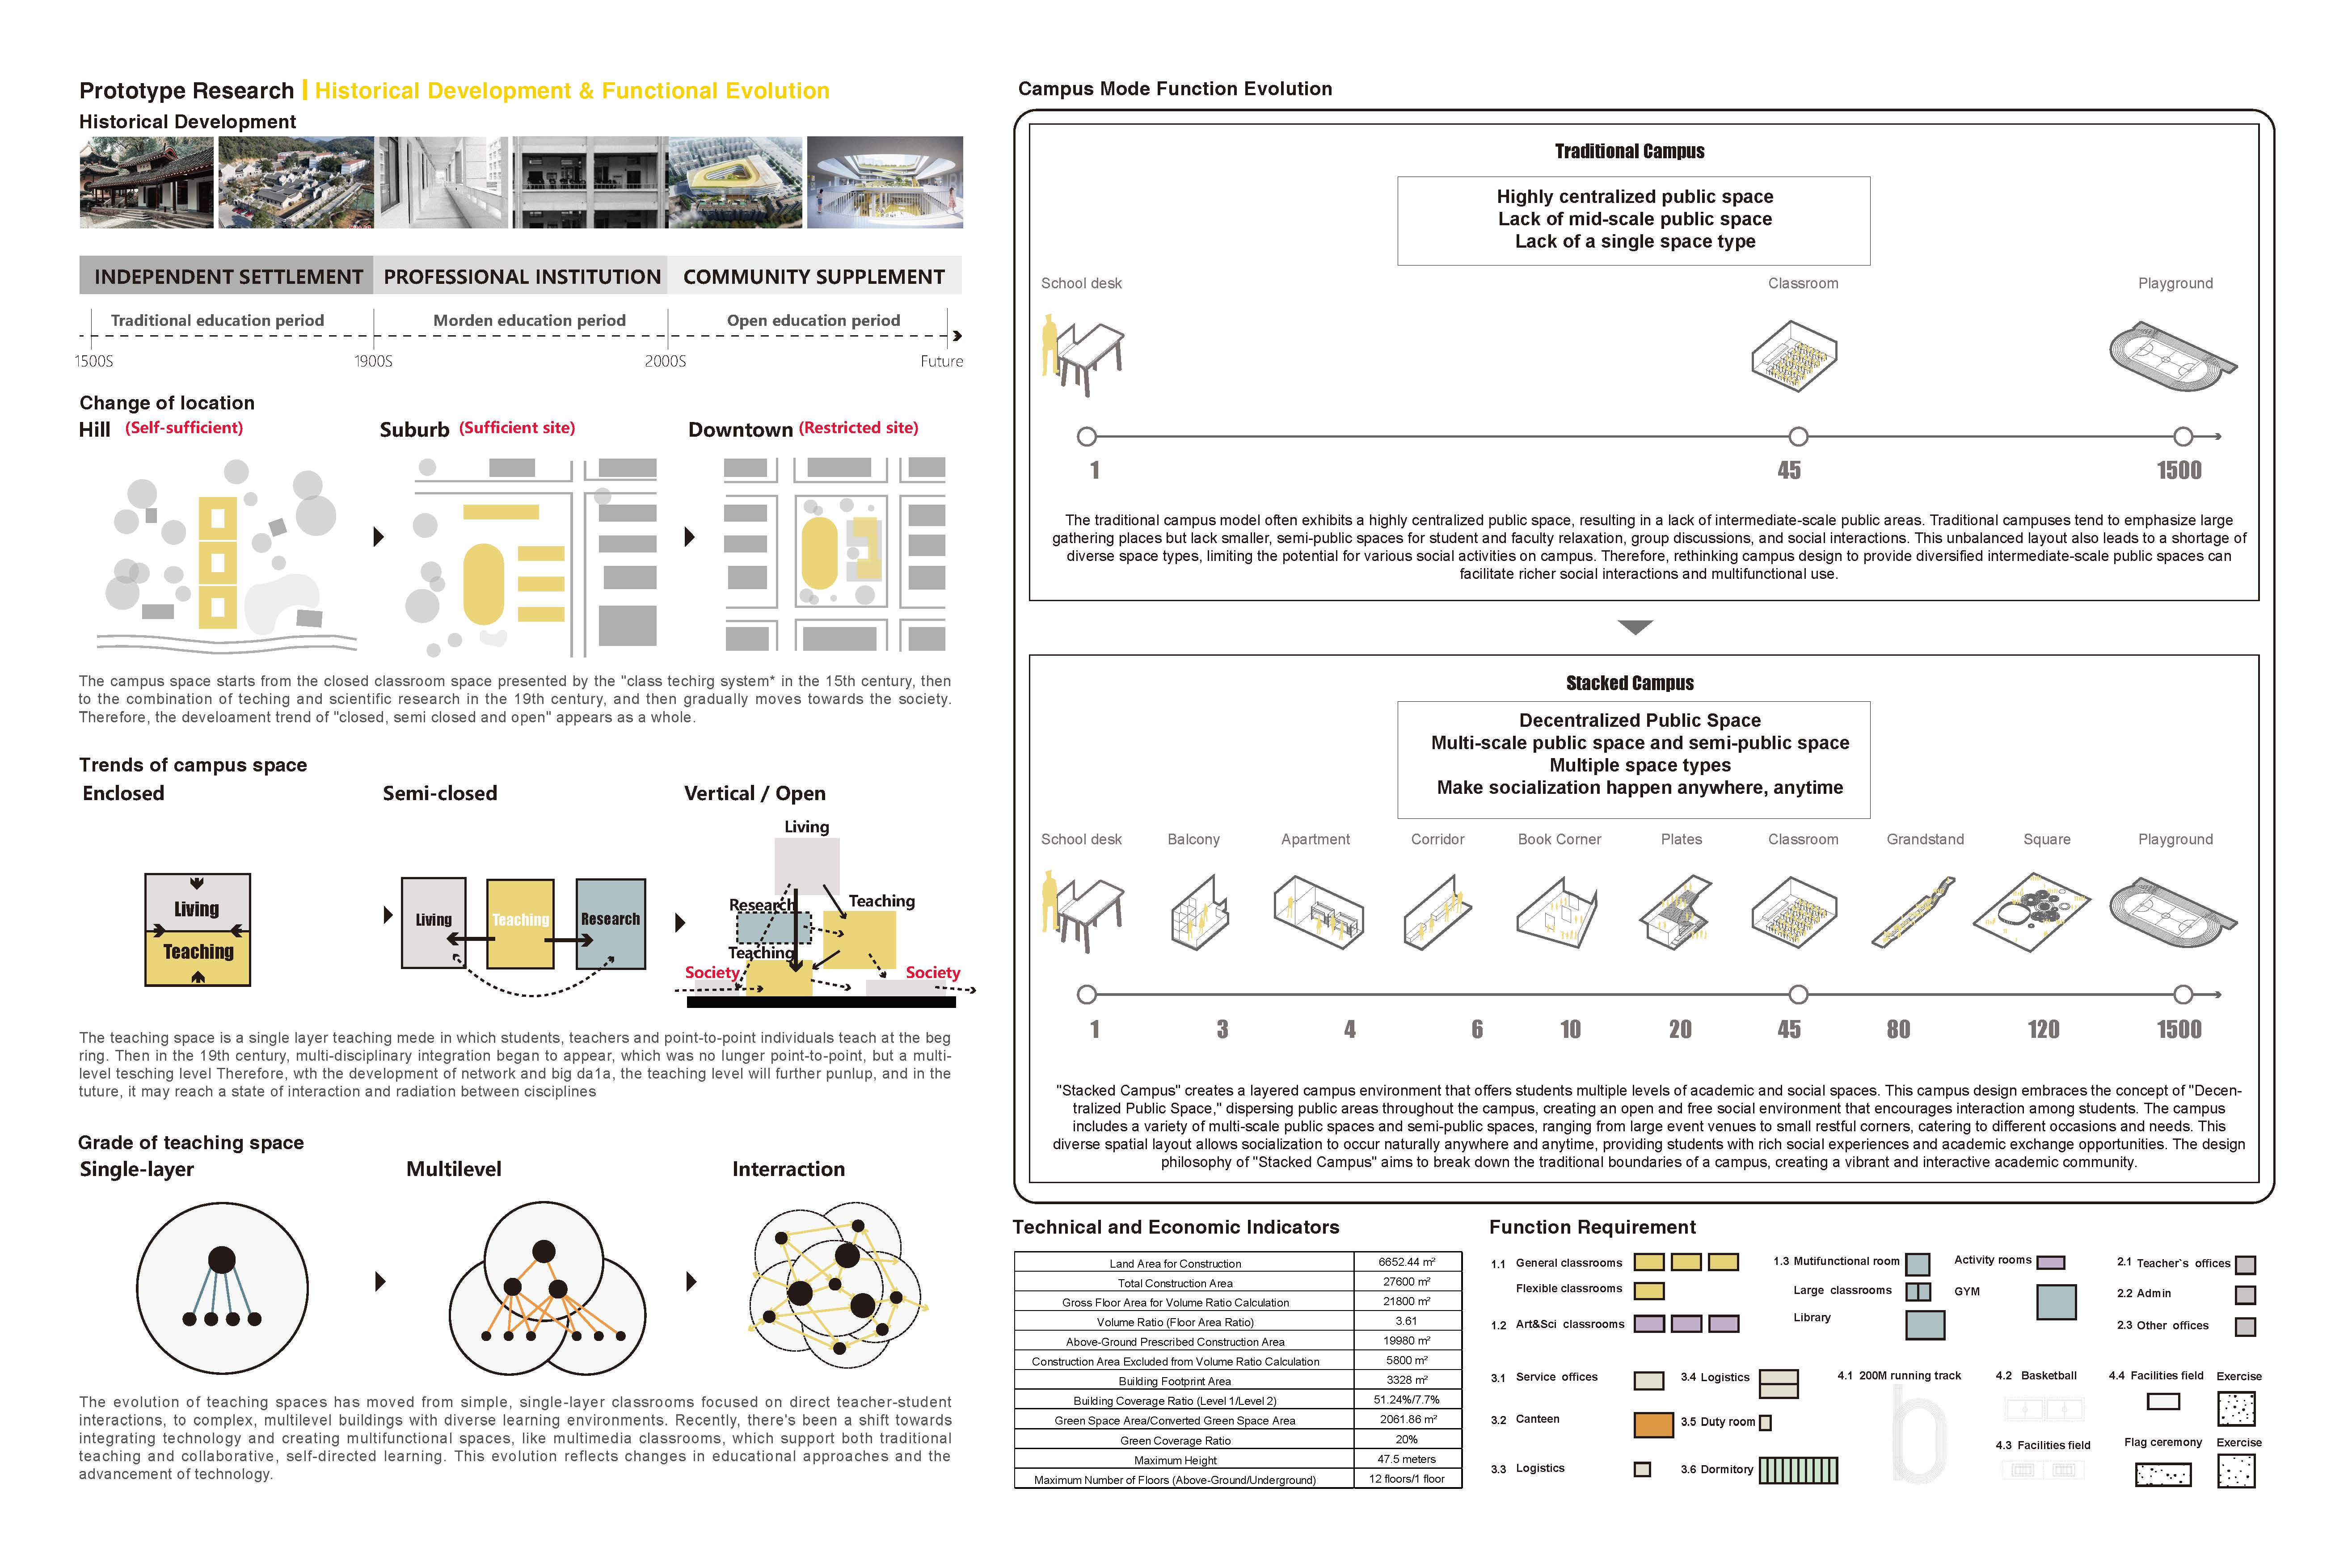 Prototype Research | Historical Development & Functional Evolution
Historical Development
INDEPENDENT SETTLEMENT PROFESSIONAL INSTITUTION COMMUNITY SUPPLEMENT
Traditional education period Morden education period Open education period
1500S 1900S 2000S Future
Change of location
Hill (Self-sufficient) Suburb (Sufficient site) Downtown (Restricted site)
The campus space starts from the closed classroom space presented by the "class techirg system* in the 15th century, then
to the combination of teching and scientific research in the 19th century, and then gradually moves towards the society.
Therefore, the develoament trend of "closed, semi closed and open" appears as a whole.
Trends of campus space
Enclosed Semi-closed Vertical / Open
Living
Teaching
Living Teaching Research
Living
Research Teaching
Teaching
Society Society
The teaching space is a single layer teaching mede in which students, teachers and point-to-point individuals teach at the beg
ring. Then in the 19th century, multi-disciplinary integration began to appear, which was no lunger point-to-point, but a multi-
level tesching level Therefore, wth the development of network and big da1a, the teaching level will further punlup, and in the
tuture, it may reach a state of interaction and radiation between cisciplines
Grade of teaching space
Single-layer Multilevel Interraction
The evolution of teaching spaces has moved from simple, single-layer classrooms focused on direct teacher-student
interactions, to complex, multilevel buildings with diverse learning environments. Recently, there's been a shift towards
integrating technology and creating multifunctional spaces, like multimedia classrooms, which support both traditional
teaching and collaborative, self-directed learning. This evolution reflects changes in educational approaches and the
advancement of technology.
Campus Mode Function Evolution
Traditional Campus
Highly centralized public space
Lack of mid-scale public space
Lack of a single space type
School desk Classroom Playground
1 45 1500
The traditional campus model often exhibits a highly centralized public space, resulting in a lack of intermediate-scale public areas. Traditional campuses tend to emphasize large
gathering places but lack smaller, semi-public spaces for student and faculty relaxation, group discussions, and social interactions. This unbalanced layout also leads to a shortage of
diverse space types, limiting the potential for various social activities on campus. Therefore, rethinking campus design to provide diversified intermediate-scale public spaces can
facilitate richer social interactions and multifunctional use.
Stacked Campus
Decentralized Public Space
Multi-scale public space and semi-public space
Multiple space types
Make socialization happen anywhere, anytime
School desk Balcony Apartment Corridor Book Corner Plates Classroom Grandstand Square Playground
1 3 4 6 10 20 45 80 120 1500
"Stacked Campus" creates a layered campus environment that offers students multiple levels of academic and social spaces. This campus design embraces the concept of "Decen-
tralized Public Space," dispersing public areas throughout the campus, creating an open and free social environment that encourages interaction among students. The campus
includes a variety of multi-scale public spaces and semi-public spaces, ranging from large event venues to small restful corners, catering to different occasions and needs. This
diverse spatial layout allows socialization to occur naturally anywhere and anytime, providing students with rich social experiences and academic exchange opportunities. The design
philosophy of "Stacked Campus" aims to break down the traditional boundaries of a campus, creating a vibrant and interactive academic community.
Technical and Economic Indicators
Land Area for Construction 6652.44 m²
Total Construction Area 27600 m²
Gross Floor Area for Volume Ratio Calculation 21800 m²
Volume Ratio (Floor Area Ratio) 3.61
Above-Ground Prescribed Construction Area 19980 m²
Construction Area Excluded from Volume Ratio Calculation 5800 m²
Building Footprint Area 3328 m²
Building Coverage Ratio (Level 1/Level 2) 51.24%/7.7%
Green Space Area/Converted Green Space Area 2061.86 m²
Green Coverage Ratio 20%
Maximum Height 47.5 meters
Maximum Number of Floors (Above-Ground/Underground) 12 floors/1 floor
Function Requirement
1.1 General classrooms 1.3 Mutifunctional room Activity rooms 2.1 Teacher`s offices
Flexible classrooms Large classrooms GYM 2.2 Admin
1.2 Art&Sci classrooms Library 2.3 Other offices
3.1 Service offices 3.4 Logistics 4.1 200M running track 4.2 Basketball 4.4 Facilities field Exercise
3.2 Canteen 3.5 Duty room
4.3 Facilities field Flag ceremony Exercise
3.3 Logistics 3.6 Dormitory